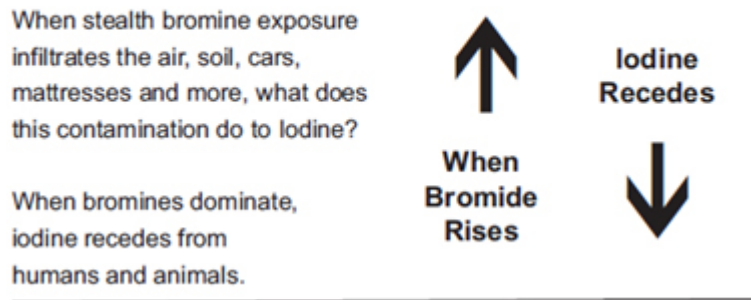 When stealth bromine exposure
infiltrates the air, soil, cars,
mattresses and more, what does
this contamination do to Iodine?
When bromines dominate,
iodine recedes from
humans and animals.
When
Bromide
Rises
Iodine
Recedes